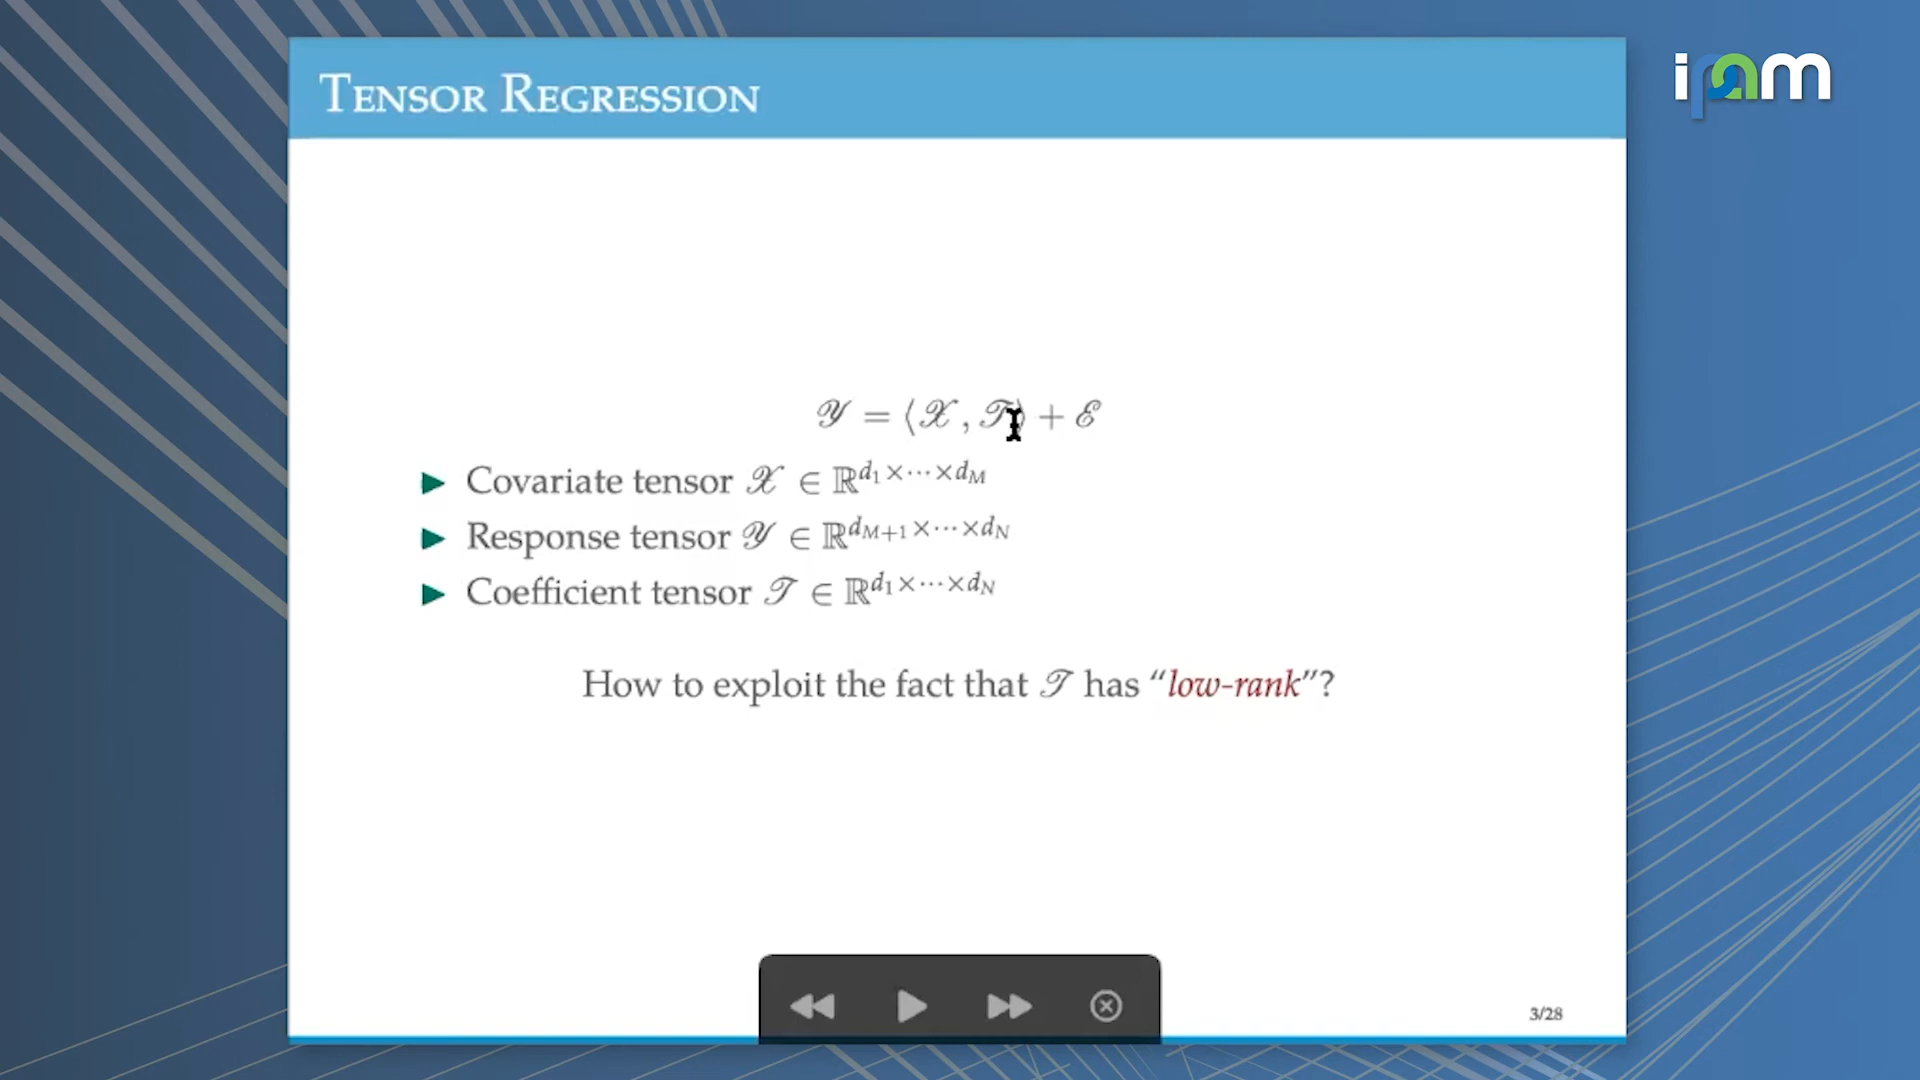 TENSOR REGRESSION
ipam
𝒴 = ⟨𝒳, 𝒯⟩ + ℰ
▶ Covariate tensor 𝒳 ∈ ℝ^{d_1×···×d_M}
▶ Response tensor 𝒴 ∈ ℝ^{d_{M+1}×···×d_N}
▶ Coefficient tensor 𝒯 ∈ ℝ^{d_1×···×d_N}
How to exploit the fact that 𝒯 has “low-rank”?
3/28